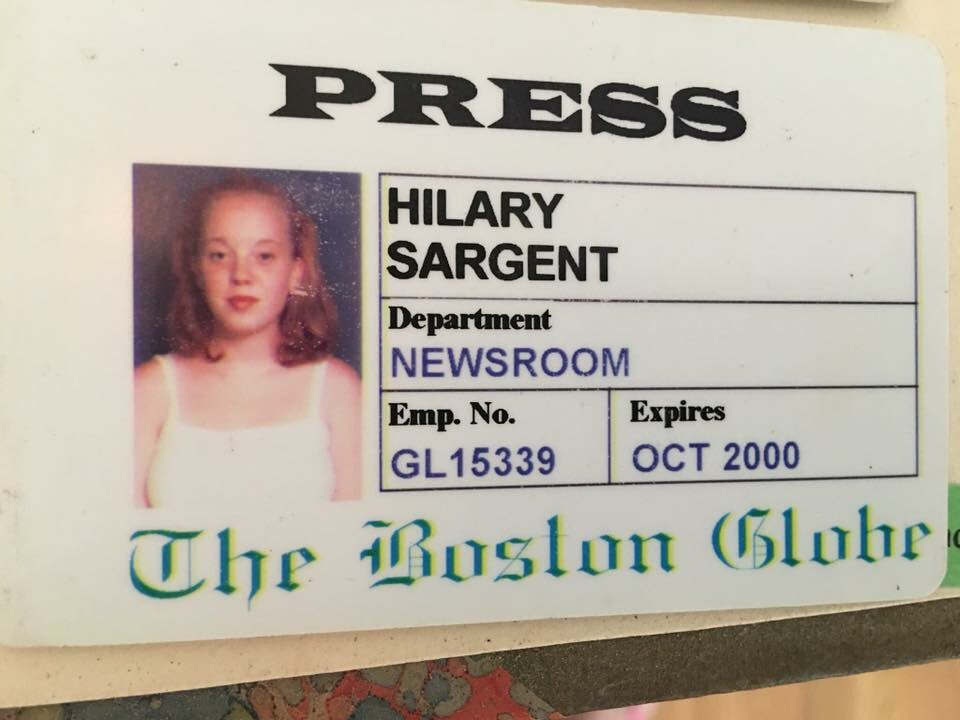 PRESS
HILARY
SARGENT
Department
NEWSROOM
Emp. No.
GL15339
Expires
OCT 2000
The Boston Globe